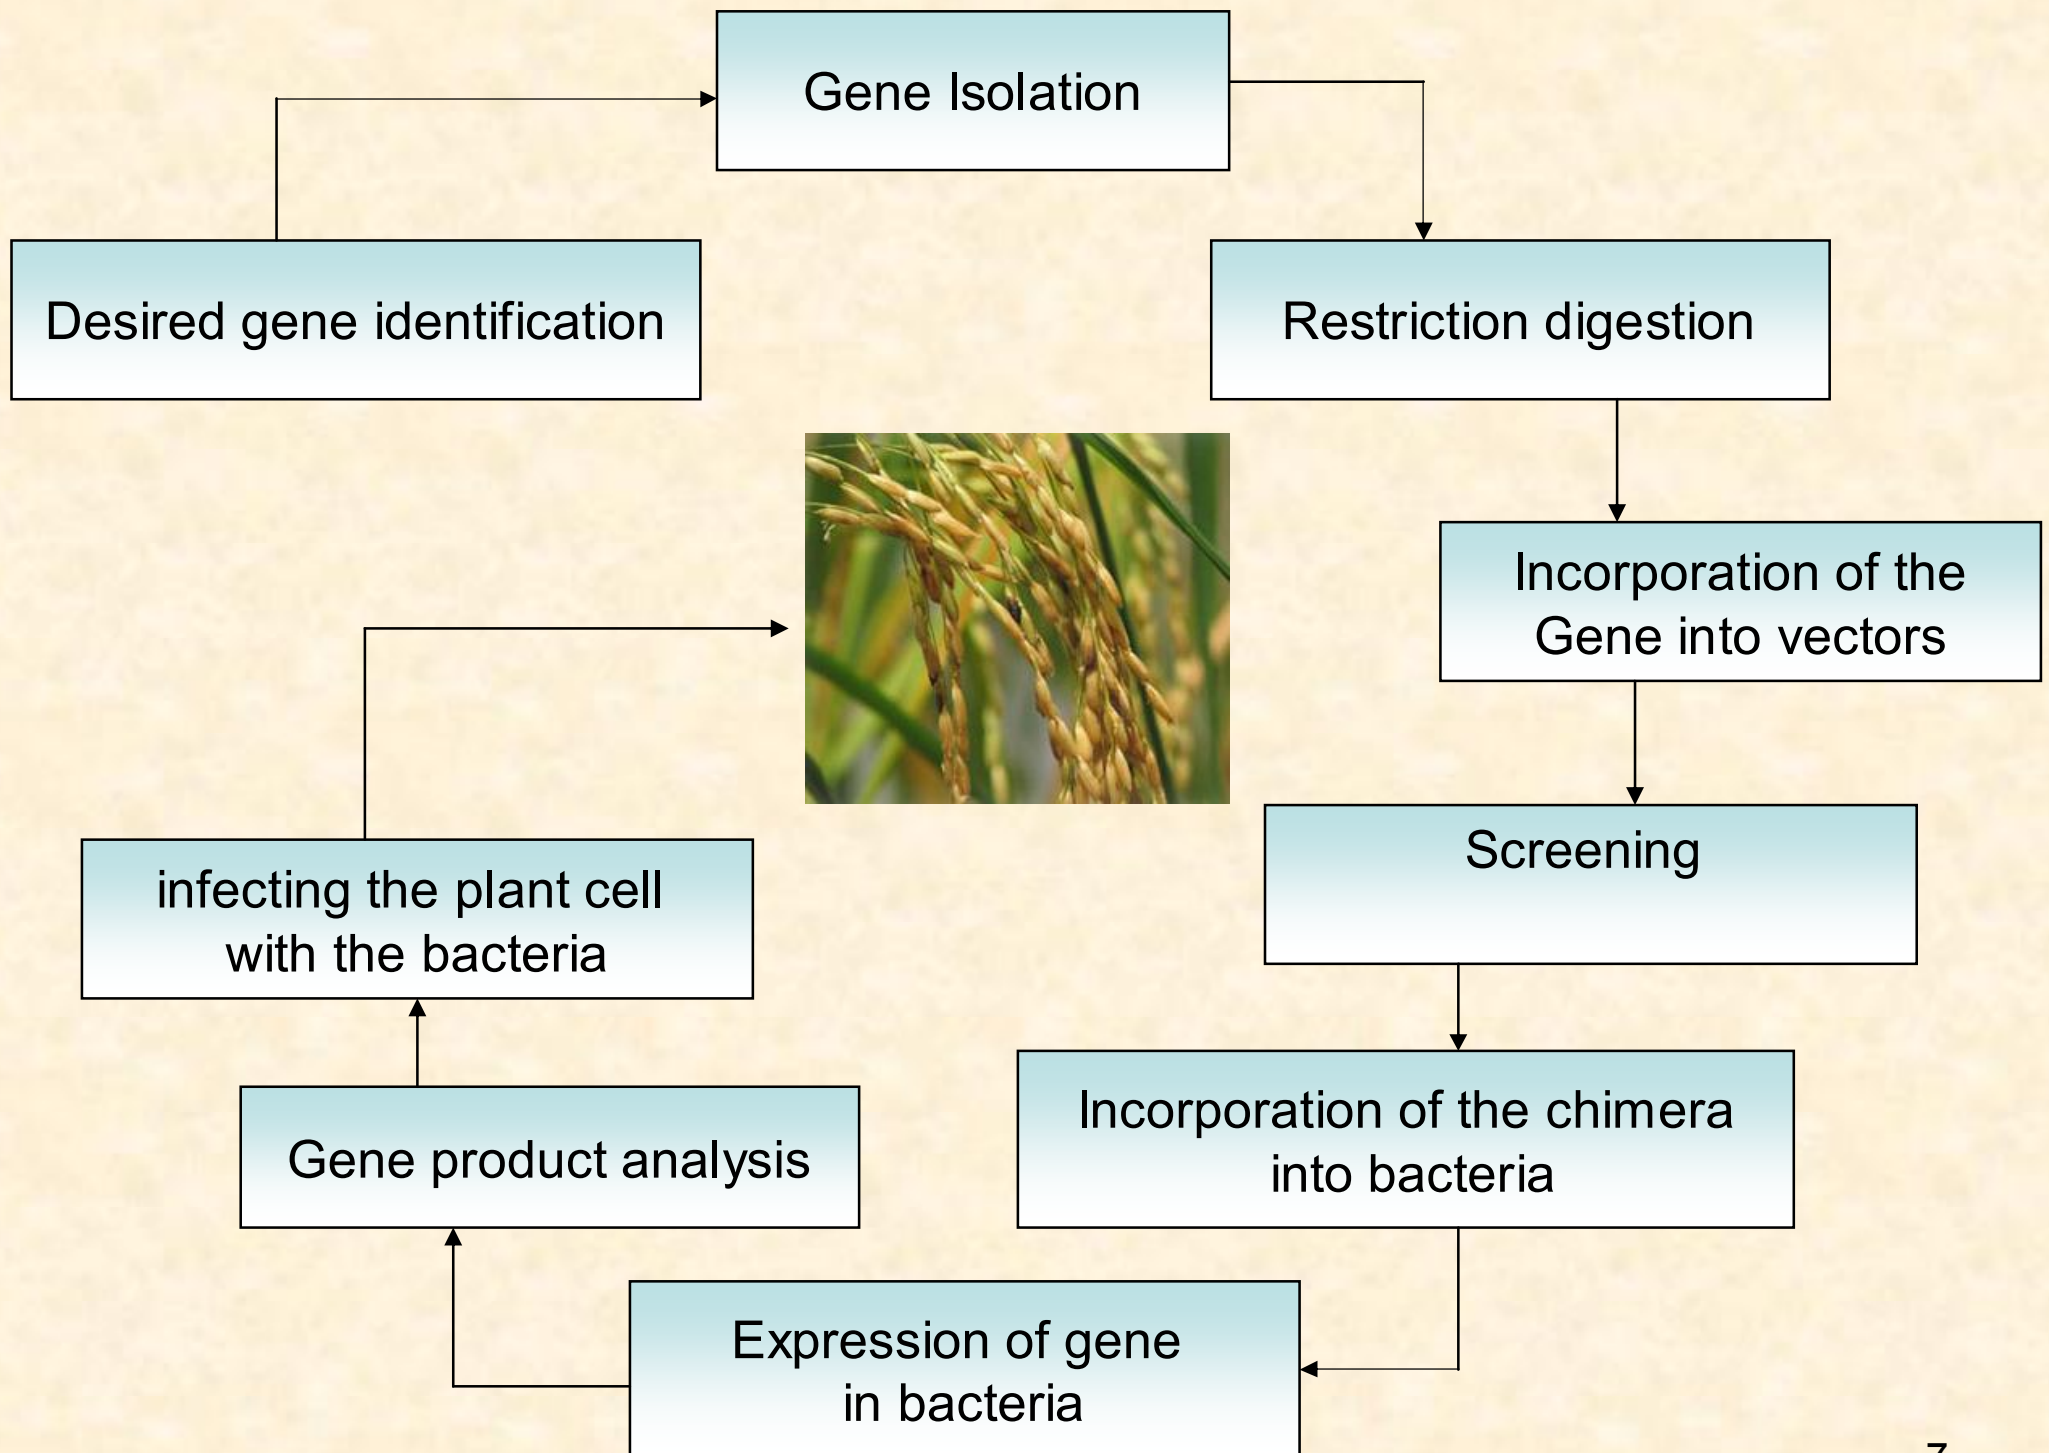 Gene Isolation
Desired gene identification
Restriction digestion
Incorporation of the
Gene into vectors
Screening
infecting the plant cell
with the bacteria
Incorporation of the chimera
into bacteria
Gene product analysis
Expression of gene
in bacteria
7